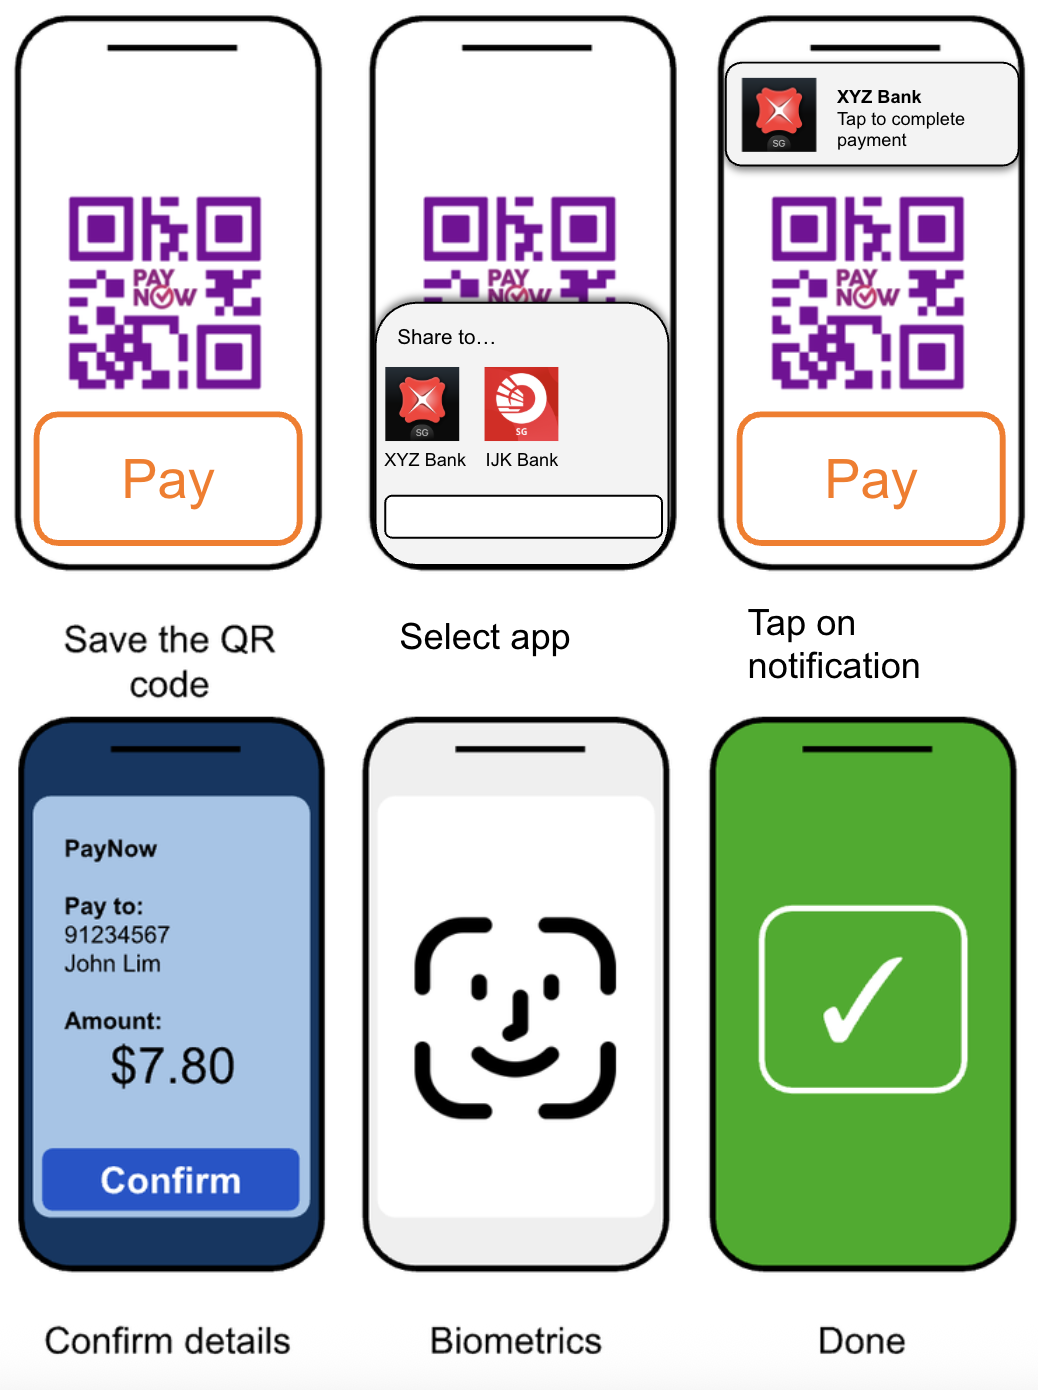 PAY
NOW
Pay
Save the QR
code
PAY
NOW
Share to…
SG
SG
XYZ Bank
IJK Bank
Select app
SG
XYZ Bank
Tap to complete
payment
PAY
NOW
Pay
Tap on
notification
PayNow
Pay to:
91234567
John Lim
Amount:
$7.80
Confirm
Confirm details
Biometrics
Done